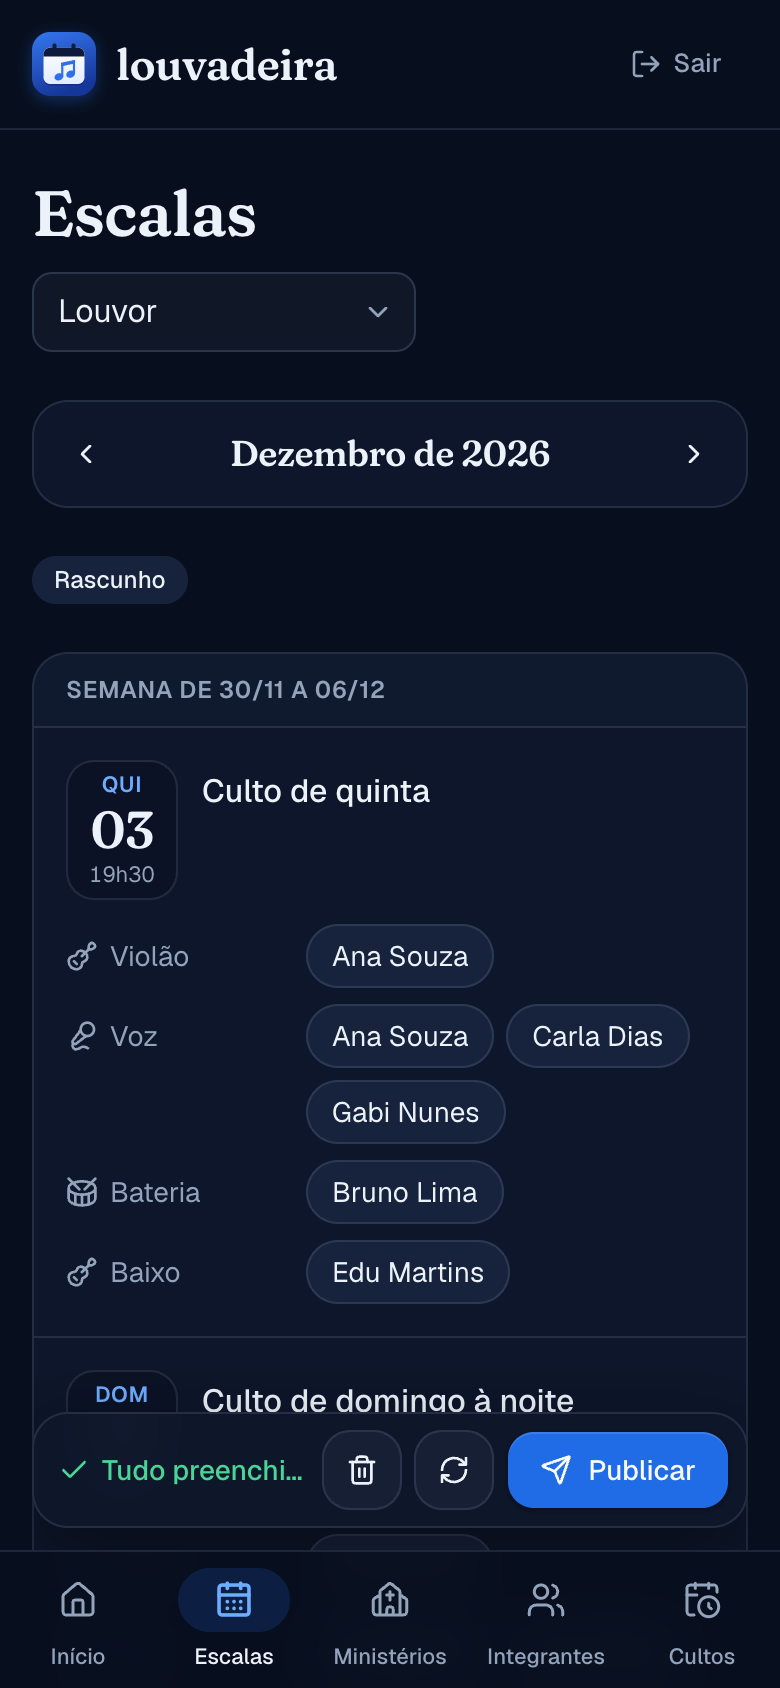 louvadeira
Sair
Escalas
Louvor
Dezembro de 2026
Rascunho
SEMANA DE 30/11 A 06/12
QUI
03
19h30
Culto de quinta
Violão
Ana Souza
Voz
Ana Souza
Carla Dias
Gabi Nunes
Bateria
Bruno Lima
Baixo
Edu Martins
DOM
Culto de domingo à noite
Tudo preenchi...
Publicar
Início
Escalas
Ministérios
Integrantes
Cultos